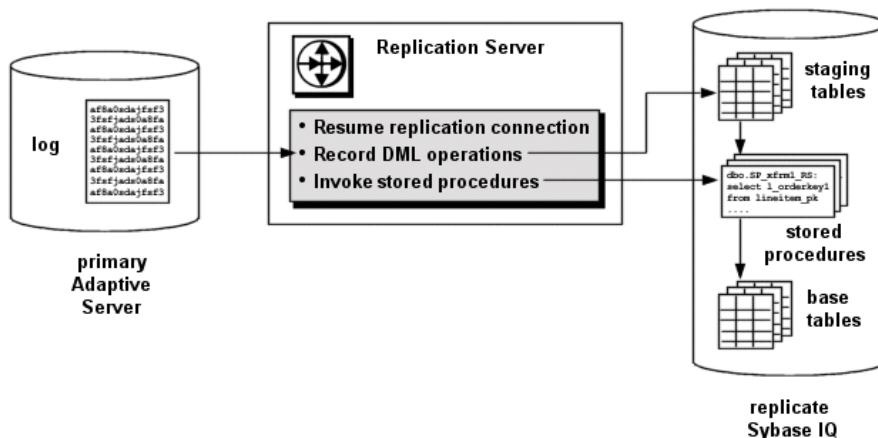 Replication Server
log
af8a0sdajfsf3
3fsfjads0a8fa
af8a0sdajfsf3
3fsfjads0a8fa
af8a0sdajfsf3
3fsfjads0a8fa
af8a0sdajfsf3
3fsfjads0a8fa
af8a0sdajfsf3
primary
Adaptive
Server
• Resume replication connection
• Record DML operations
• Invoke stored procedures
staging
tables
dbo.SP_xfrm1_RS:
select l_orderkey1
from lineitem_pk
....
stored
procedures
base
tables
replicate
Sybase IQ